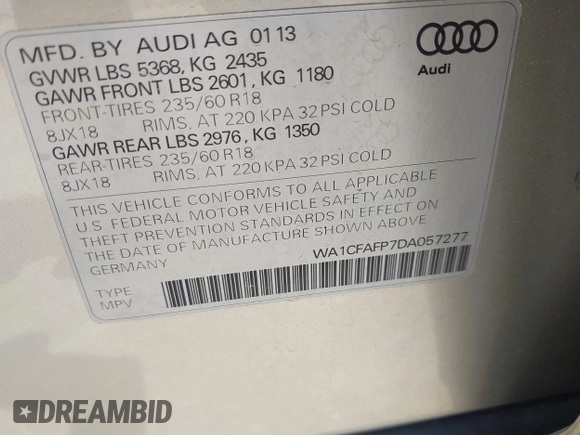 MFD. BY AUDI AG 01 13
GVWR LBS 5368, KG 2435
GAWR FRONT LBS 2601, KG 1180
FRONT-TIRES 235/60 R18
8JX18 RIMS, AT 220 KPA 32 PSI COLD
GAWR REAR LBS 2976, KG 1350
REAR-TIRES 235/60 R18
8JX18 RIMS, AT 220 KPA 32 PSI COLD
THIS VEHICLE CONFORMS TO ALL APPLICABLE
U.S. FEDERAL MOTOR VEHICLE SAFETY AND
THEFT PREVENTION STANDARDS IN EFFECT ON
THE DATE OF MANUFACTURE SHOWN ABOVE
GERMANY
WA1CFAFP7DA057277
TYPE
MPV
Audi
DREAMBID